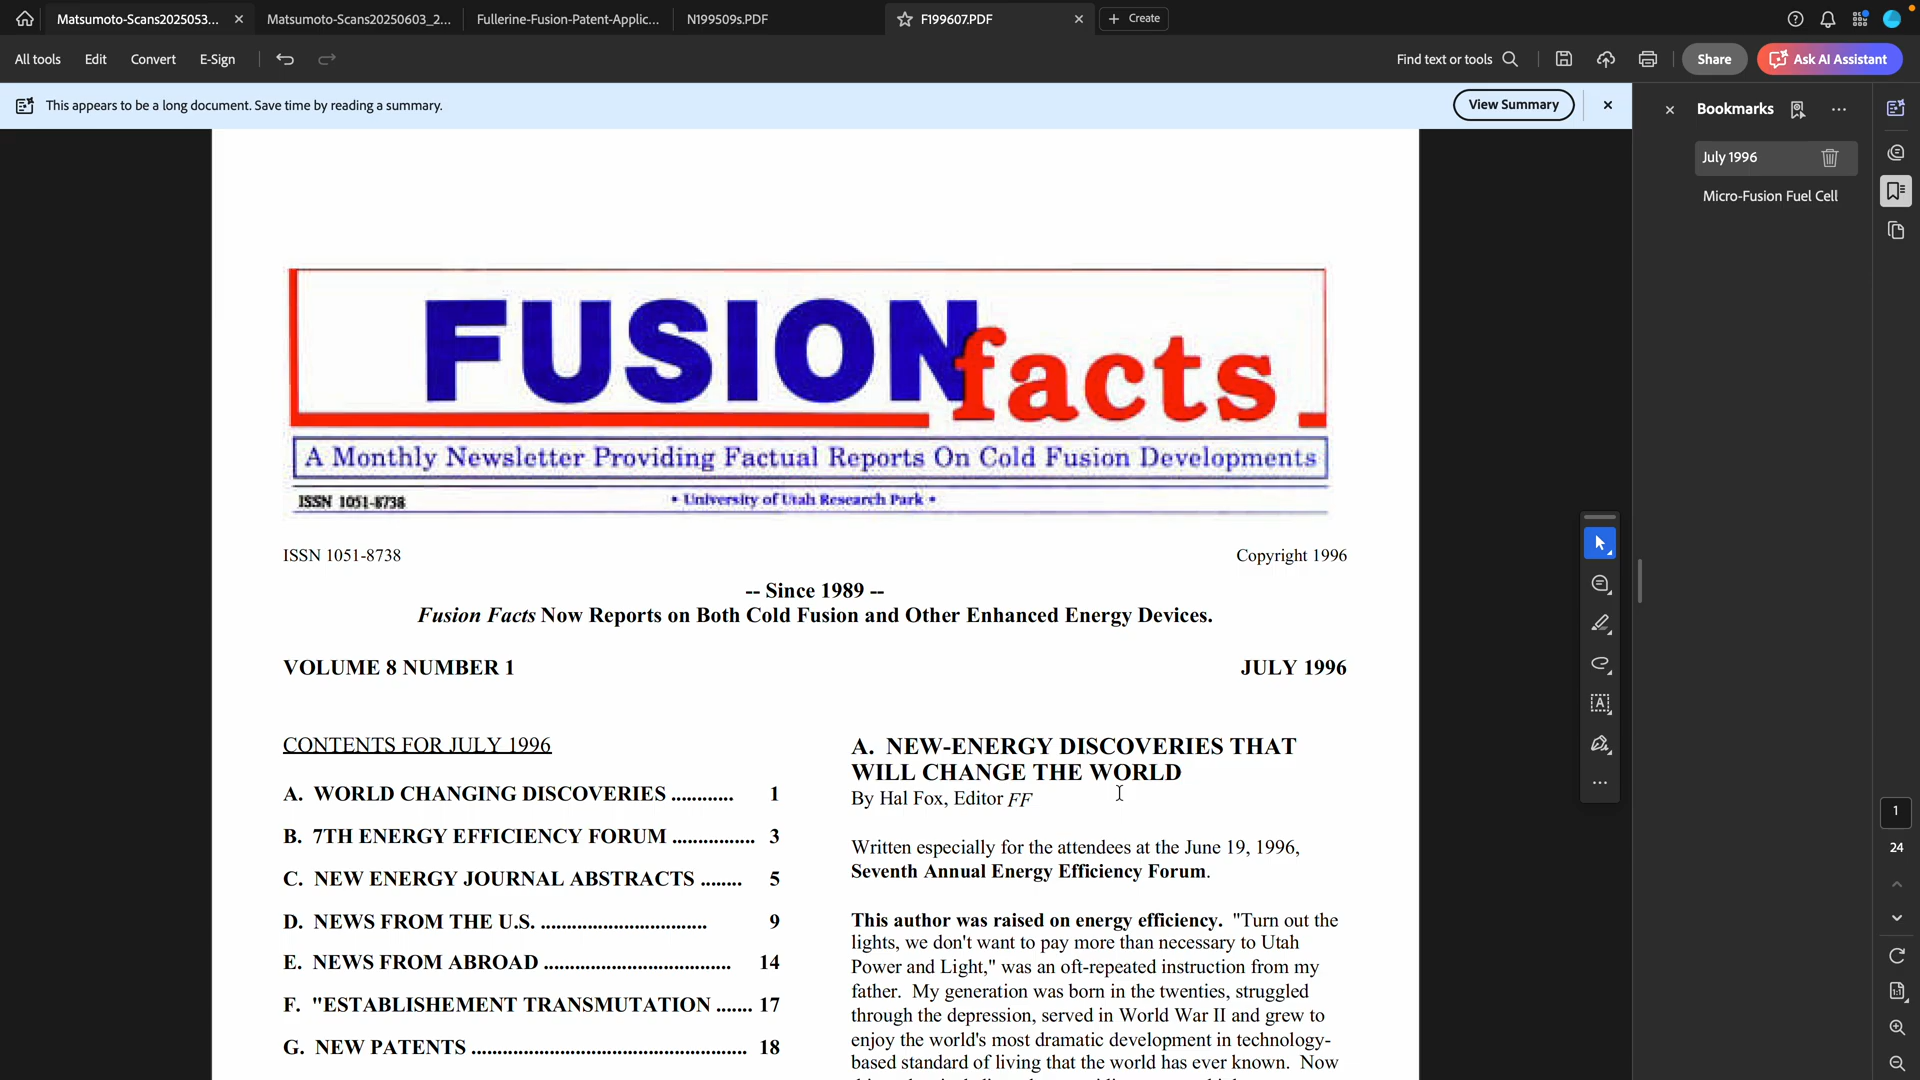 Matsumoto-Scans2025053...
Matsumoto-Scans20250603_2...
Fullerine-Fusion-Patent-Applic...
N199509s.PDF
F199607.PDF
Create
All tools
Edit
Convert
E-Sign
Find text or tools
Share
Ask AI Assistant
This appears to be a long document. Save time by reading a summary.
View Summary
Bookmarks
July 1996
Micro-Fusion Fuel Cell
FUSION facts
A Monthly Newsletter Providing Factual Reports On Cold Fusion Developments
ISSN 1051-8738
• University of Utah Research Park •
ISSN 1051-8738
Copyright 1996
-- Since 1989 --
Fusion Facts Now Reports on Both Cold Fusion and Other Enhanced Energy Devices.
VOLUME 8 NUMBER 1
JULY 1996
CONTENTS FOR JULY 1996
A. WORLD CHANGING DISCOVERIES ............ 1
B. 7TH ENERGY EFFICIENCY FORUM ................ 3
C. NEW ENERGY JOURNAL ABSTRACTS ........ 5
D. NEWS FROM THE U.S. ................................ 9
E. NEWS FROM ABROAD .................................... 14
F. "ESTABLISHEMENT TRANSMUTATION ....... 17
G. NEW PATENTS .................................................... 18
A. NEW-ENERGY DISCOVERIES THAT
WILL CHANGE THE WORLD
By Hal Fox, Editor FF
Written especially for the attendees at the June 19, 1996,
Seventh Annual Energy Efficiency Forum.
This author was raised on energy efficiency. "Turn out the
lights, we don't want to pay more than necessary to Utah
Power and Light," was an oft-repeated instruction from my
father. My generation was born in the twenties, struggled
through the depression, served in World War II and grew to
enjoy the world's most dramatic development in technology-
based standard of living that the world has ever known. Now
1
24